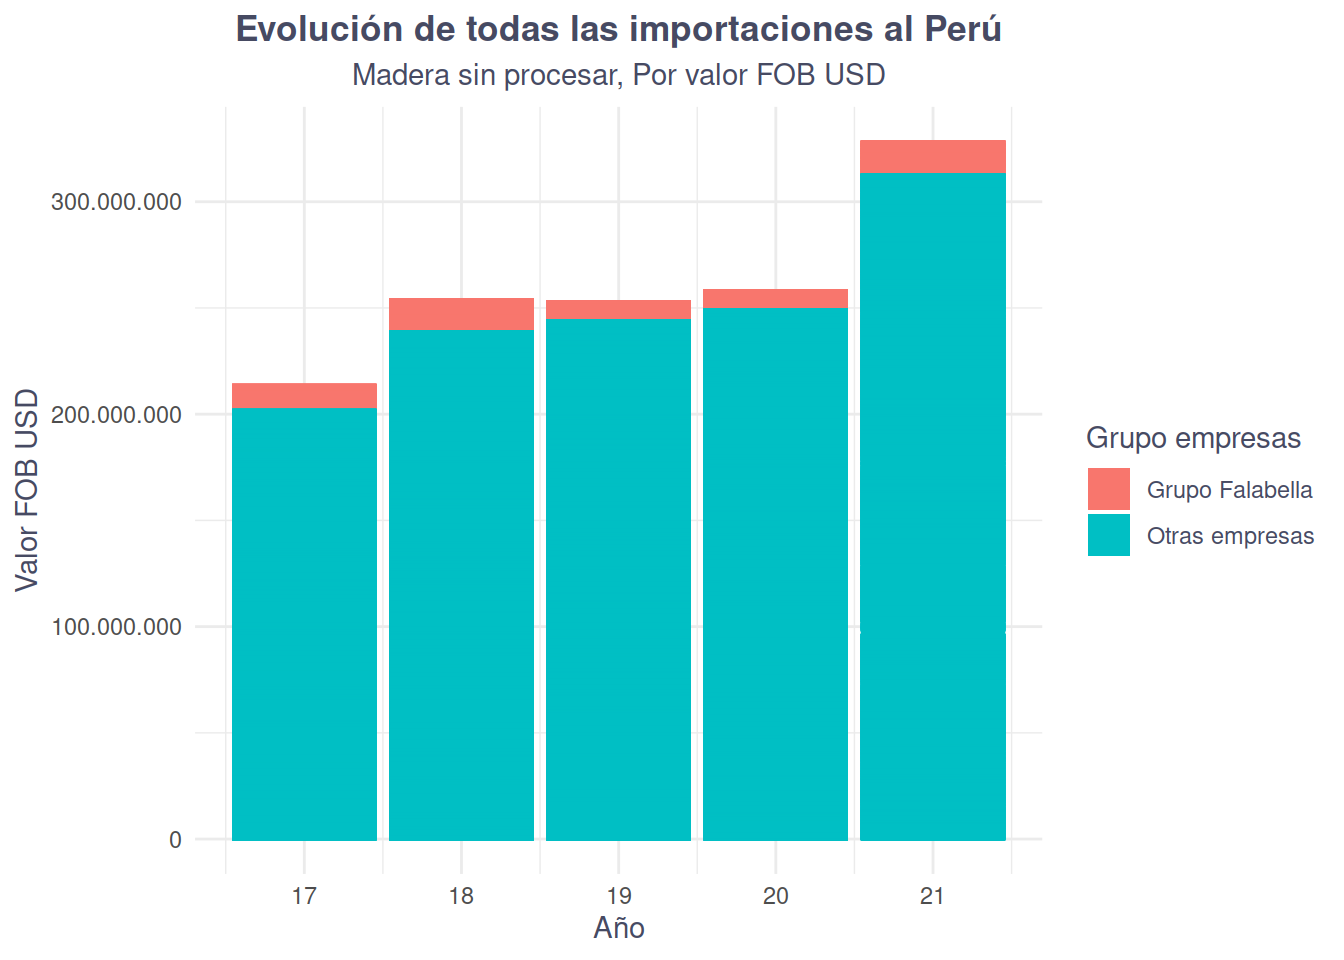 Evolución de todas las importaciones al Perú
Madera sin procesar, Por valor FOB USD
Valor FOB USD
300.000.000
200.000.000
100.000.000
0
17
18
19
20
21
Año
Grupo empresas
Grupo Falabella
Otras empresas